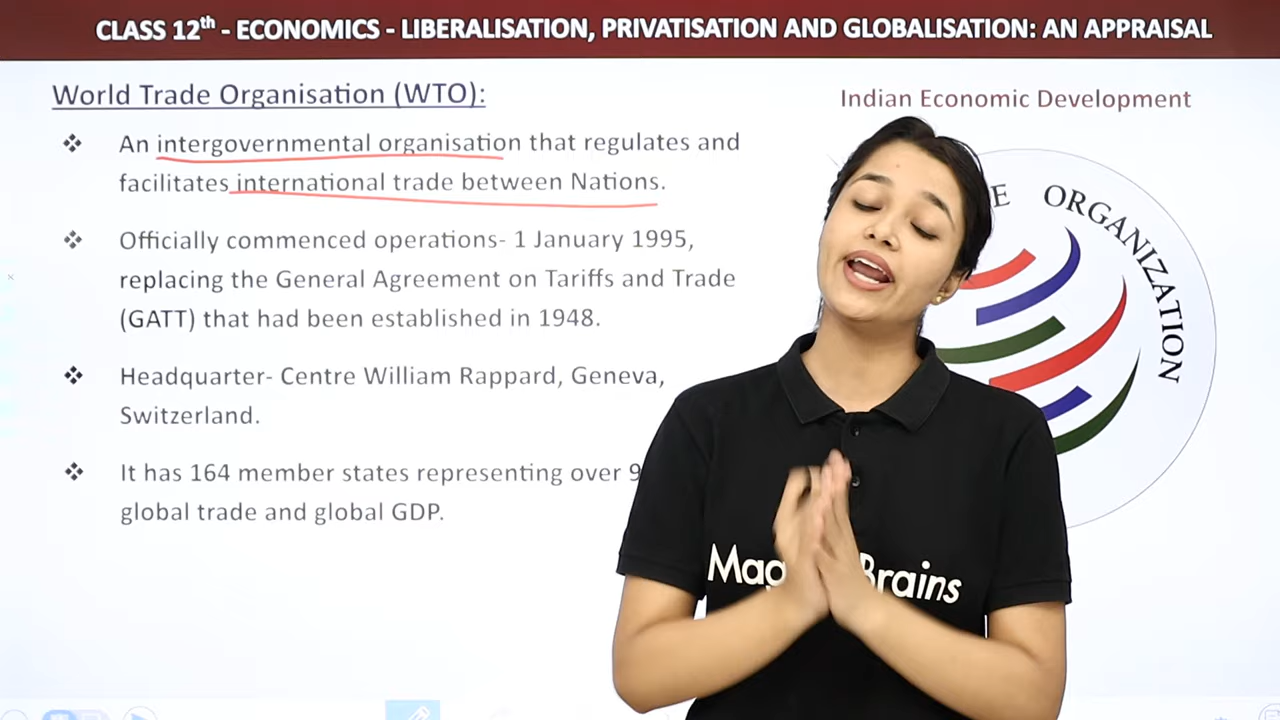 CLASS 12th - ECONOMICS - LIBERALISATION, PRIVATISATION AND GLOBALISATION: AN APPRAISAL
World Trade Organisation (WTO):
Indian Economic Development
❖ An intergovernmental organisation that regulates and
facilitates international trade between Nations.
❖ Officially commenced operations- 1 January 1995,
replacing the General Agreement on Tariffs and Trade
(GATT) that had been established in 1948.
❖ Headquarter- Centre William Rappard, Geneva,
Switzerland.
❖ It has 164 member states representing over
global trade and global GDP.
ORGANIZATION
Brains